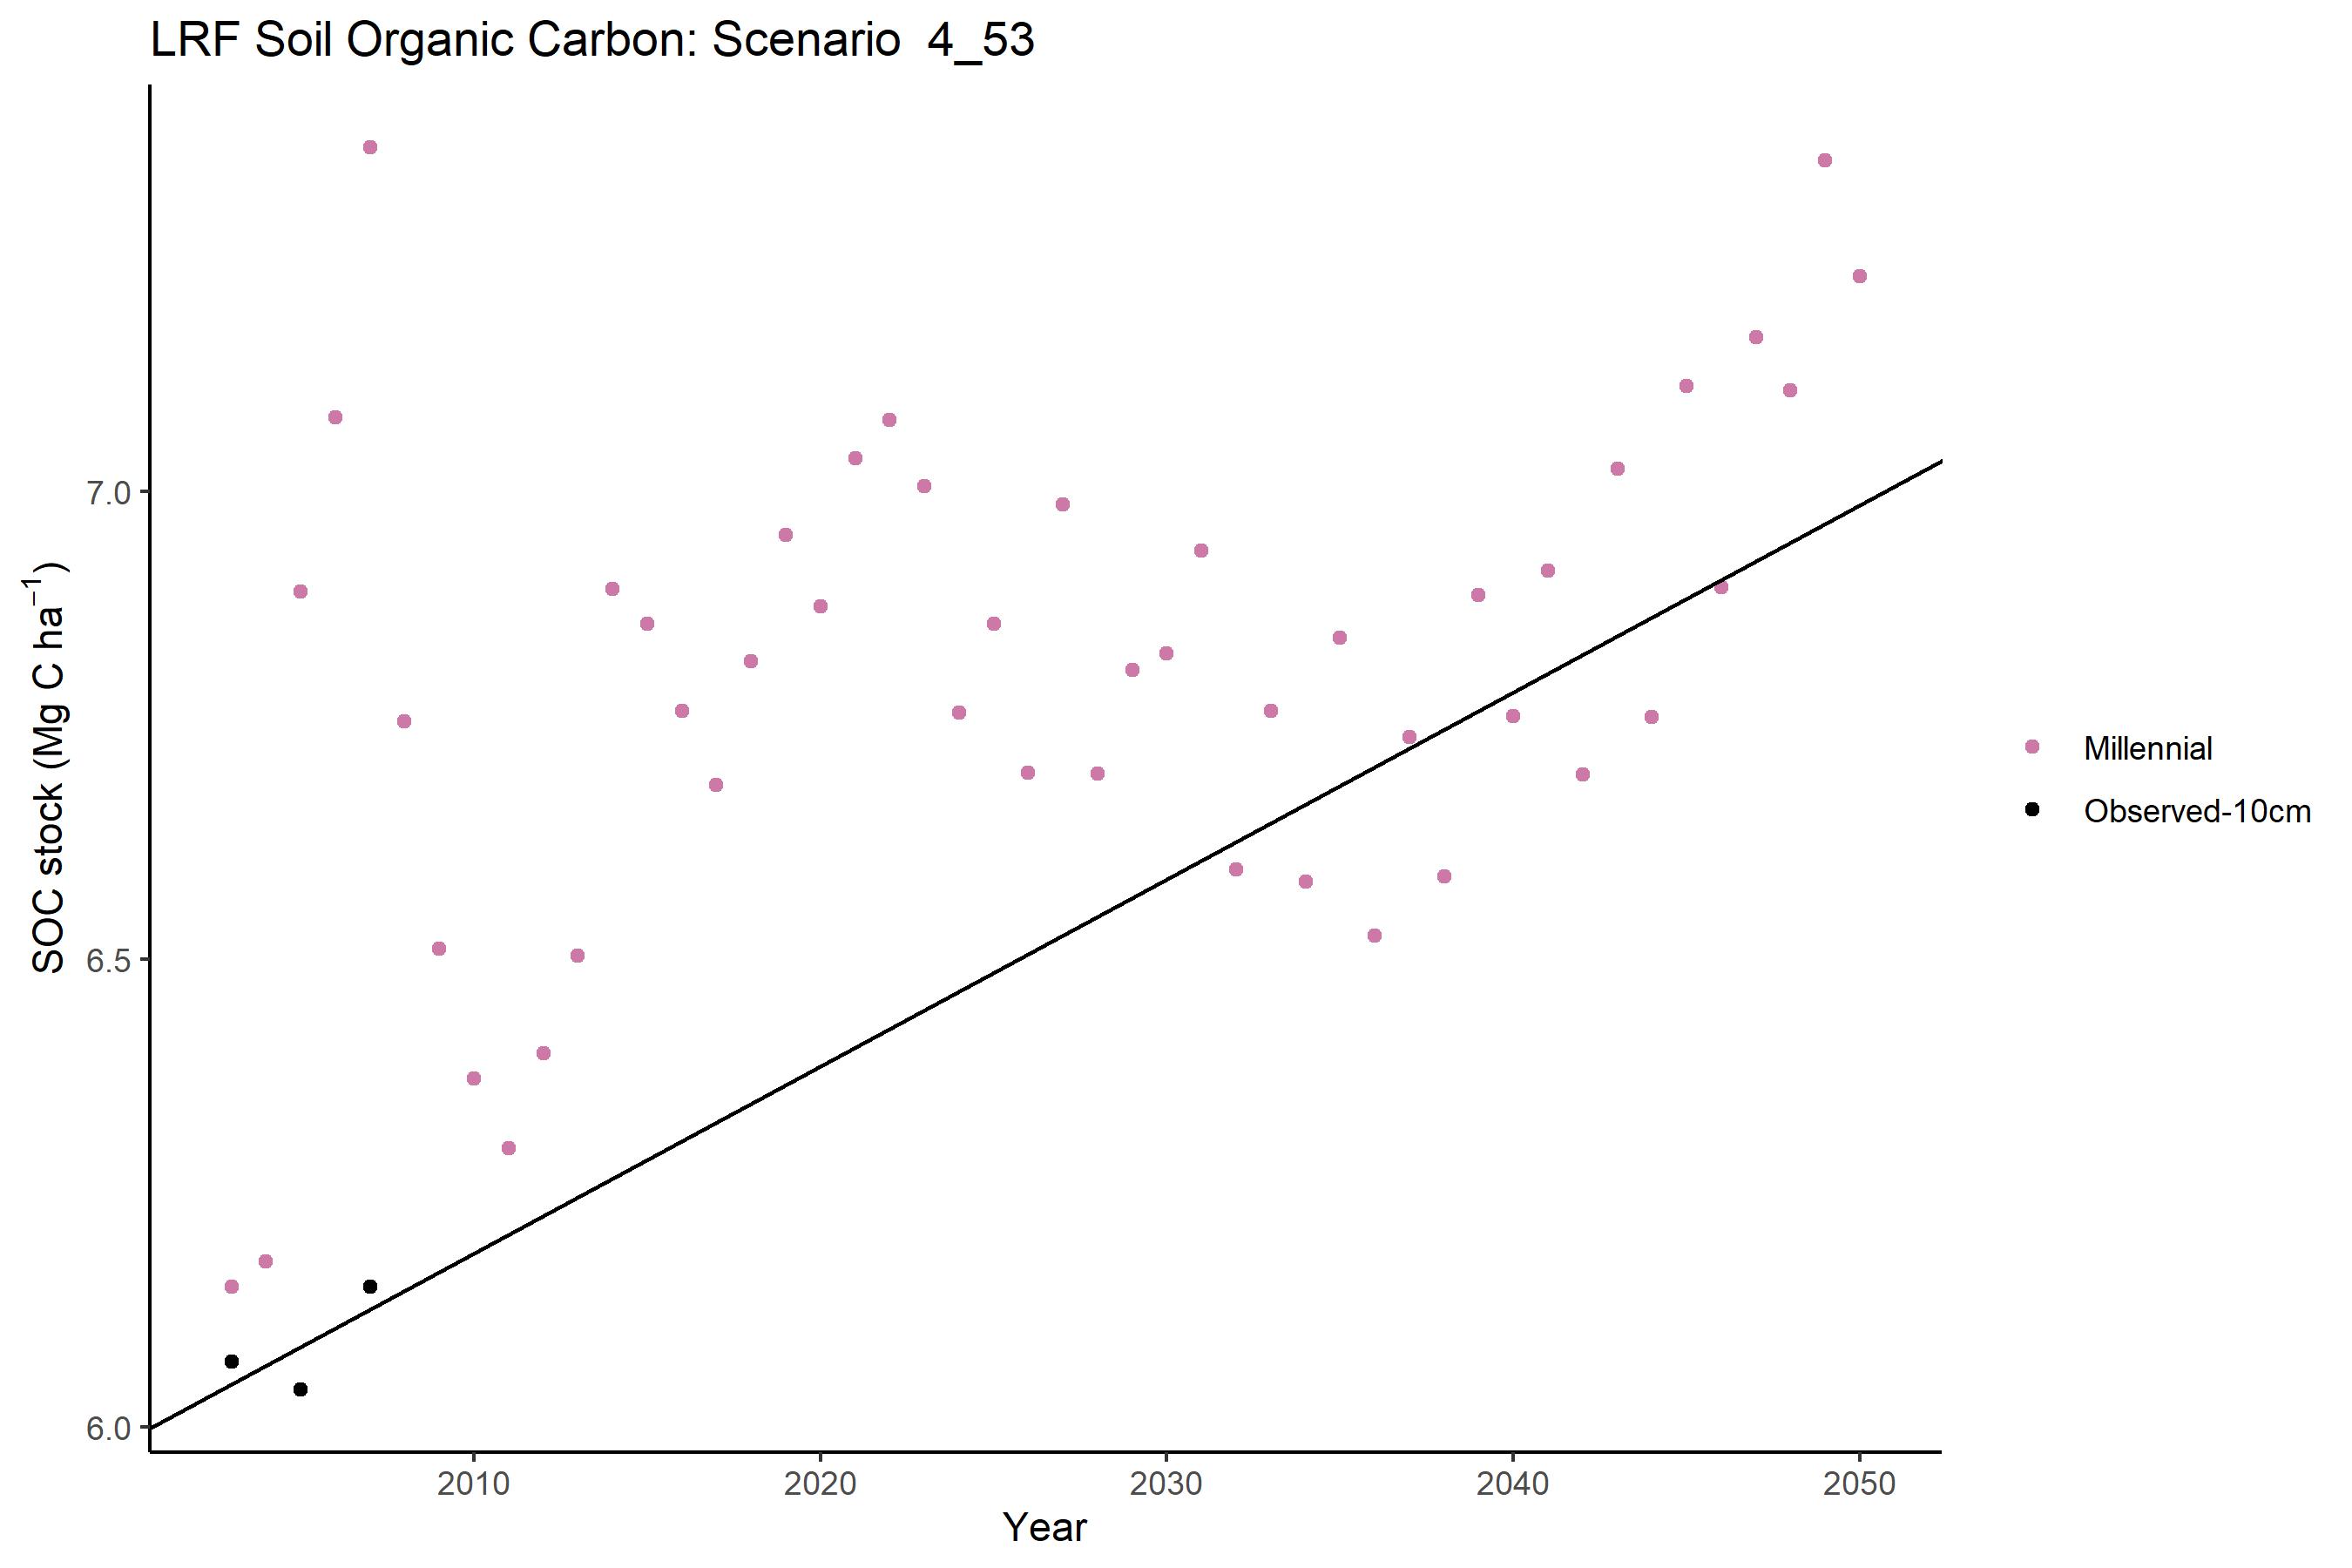 LRF Soil Organic Carbon: Scenario  4_53
SOC stock (Mg C ha⁻¹)
7.0
6.5
6.0
2010 2020 2030 2040 2050
Year
Millennial
Observed-10cm